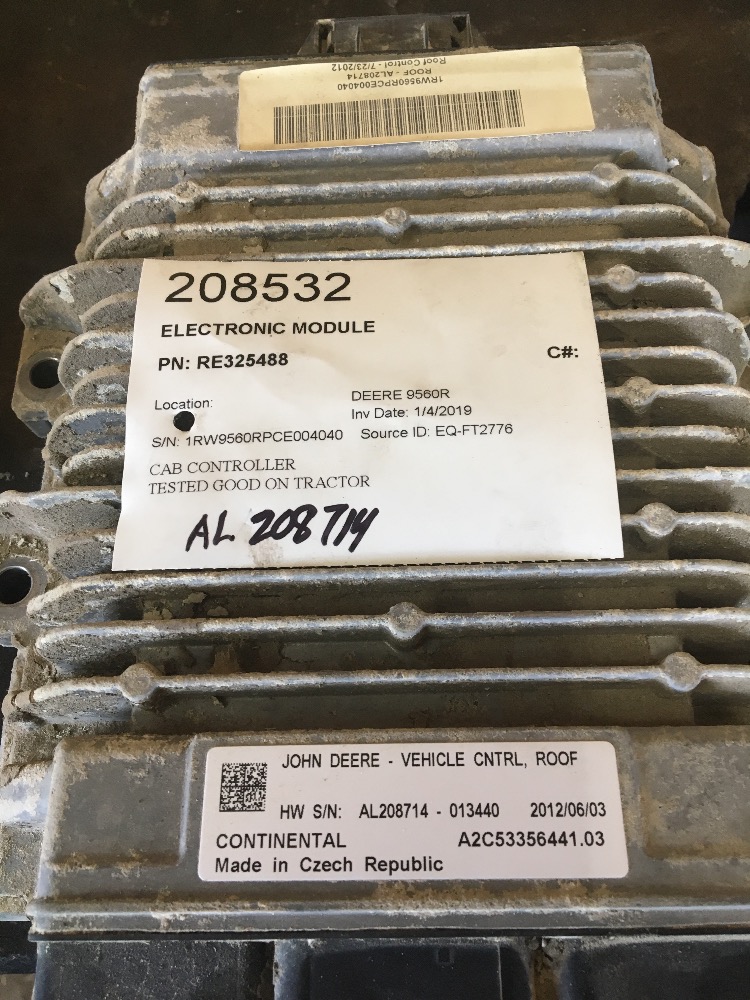 1RW9560RPCE004040
ROOF - AL208714
Roof Control - 7/23/2012
208532
ELECTRONIC MODULE
PN: RE325488
C#:
Location:
DEERE 9560R
Inv Date: 1/4/2019
S/N: 1RW9560RPCE004040 Source ID: EQ-FT2776
CAB CONTROLLER
TESTED GOOD ON TRACTOR
AL 208714
JOHN DEERE - VEHICLE CNTRL, ROOF
HW S/N: AL208714 - 013440 2012/06/03
CONTINENTAL A2C53356441.03
Made in Czech Republic